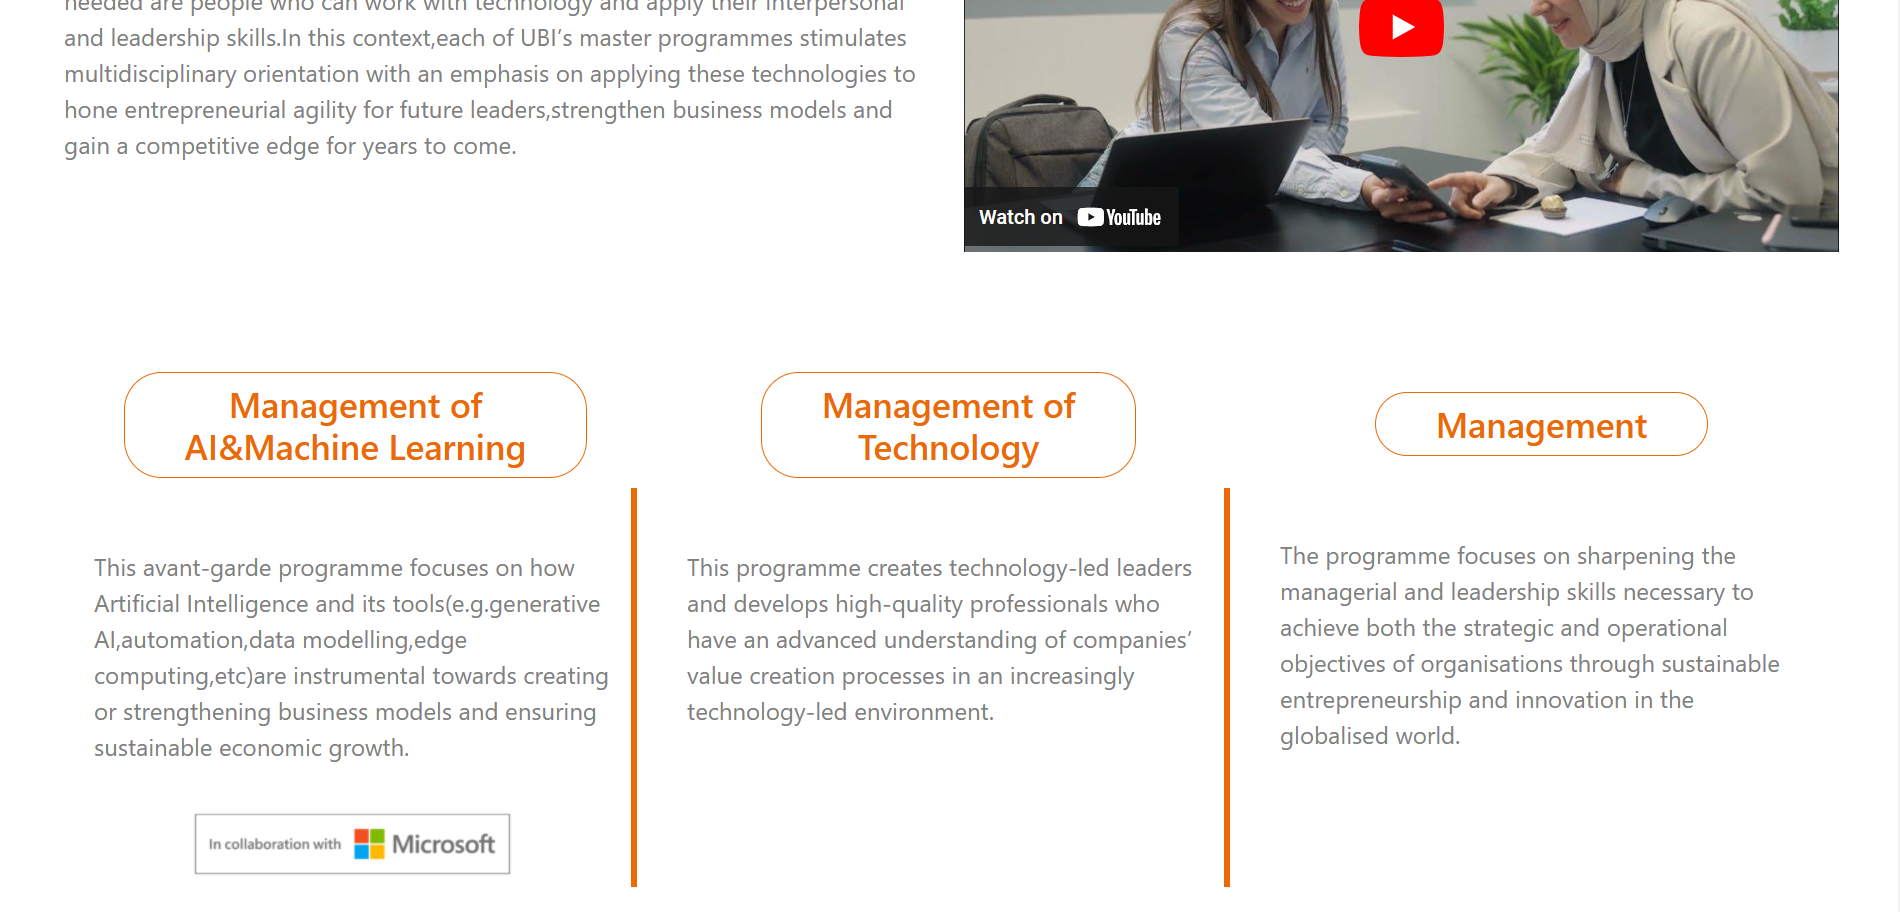 needed are people who can work with technology and apply their interpersonal
and leadership skills.In this context,each of UBI’s master programmes stimulates
multidisciplinary orientation with an emphasis on applying these technologies to
hone entrepreneurial agility for future leaders,strengthen business models and
gain a competitive edge for years to come.
Watch on YouTube
Management of
AI&Machine Learning
This avant-garde programme focuses on how
Artificial Intelligence and its tools(e.g.generative
AI,automation,data modelling,edge
computing,etc)are instrumental towards creating
or strengthening business models and ensuring
sustainable economic growth.
In collaboration with Microsoft
Management of
Technology
This programme creates technology-led leaders
and develops high-quality professionals who
have an advanced understanding of companies’
value creation processes in an increasingly
technology-led environment.
Management
The programme focuses on sharpening the
managerial and leadership skills necessary to
achieve both the strategic and operational
objectives of organisations through sustainable
entrepreneurship and innovation in the
globalised world.